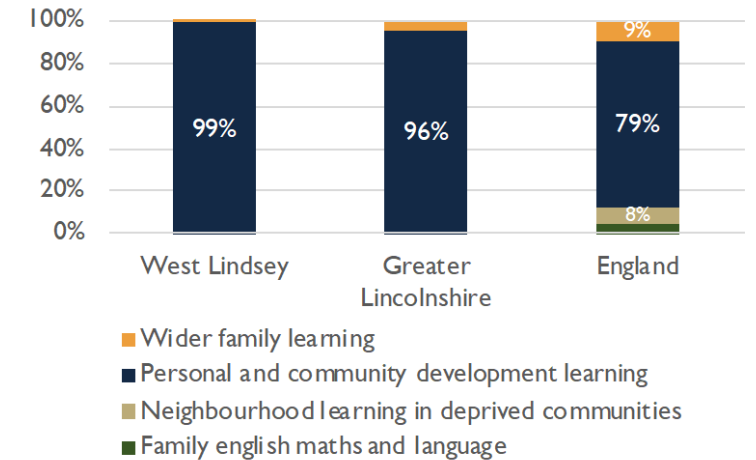 100%
80%
60%
40%
20%
0%
99%
96%
9%
79%
8%
West Lindsey
Greater
Lincolnshire
England
Wider family learning
Personal and community development learning
Neighbourhood learning in deprived communities
Family english maths and language